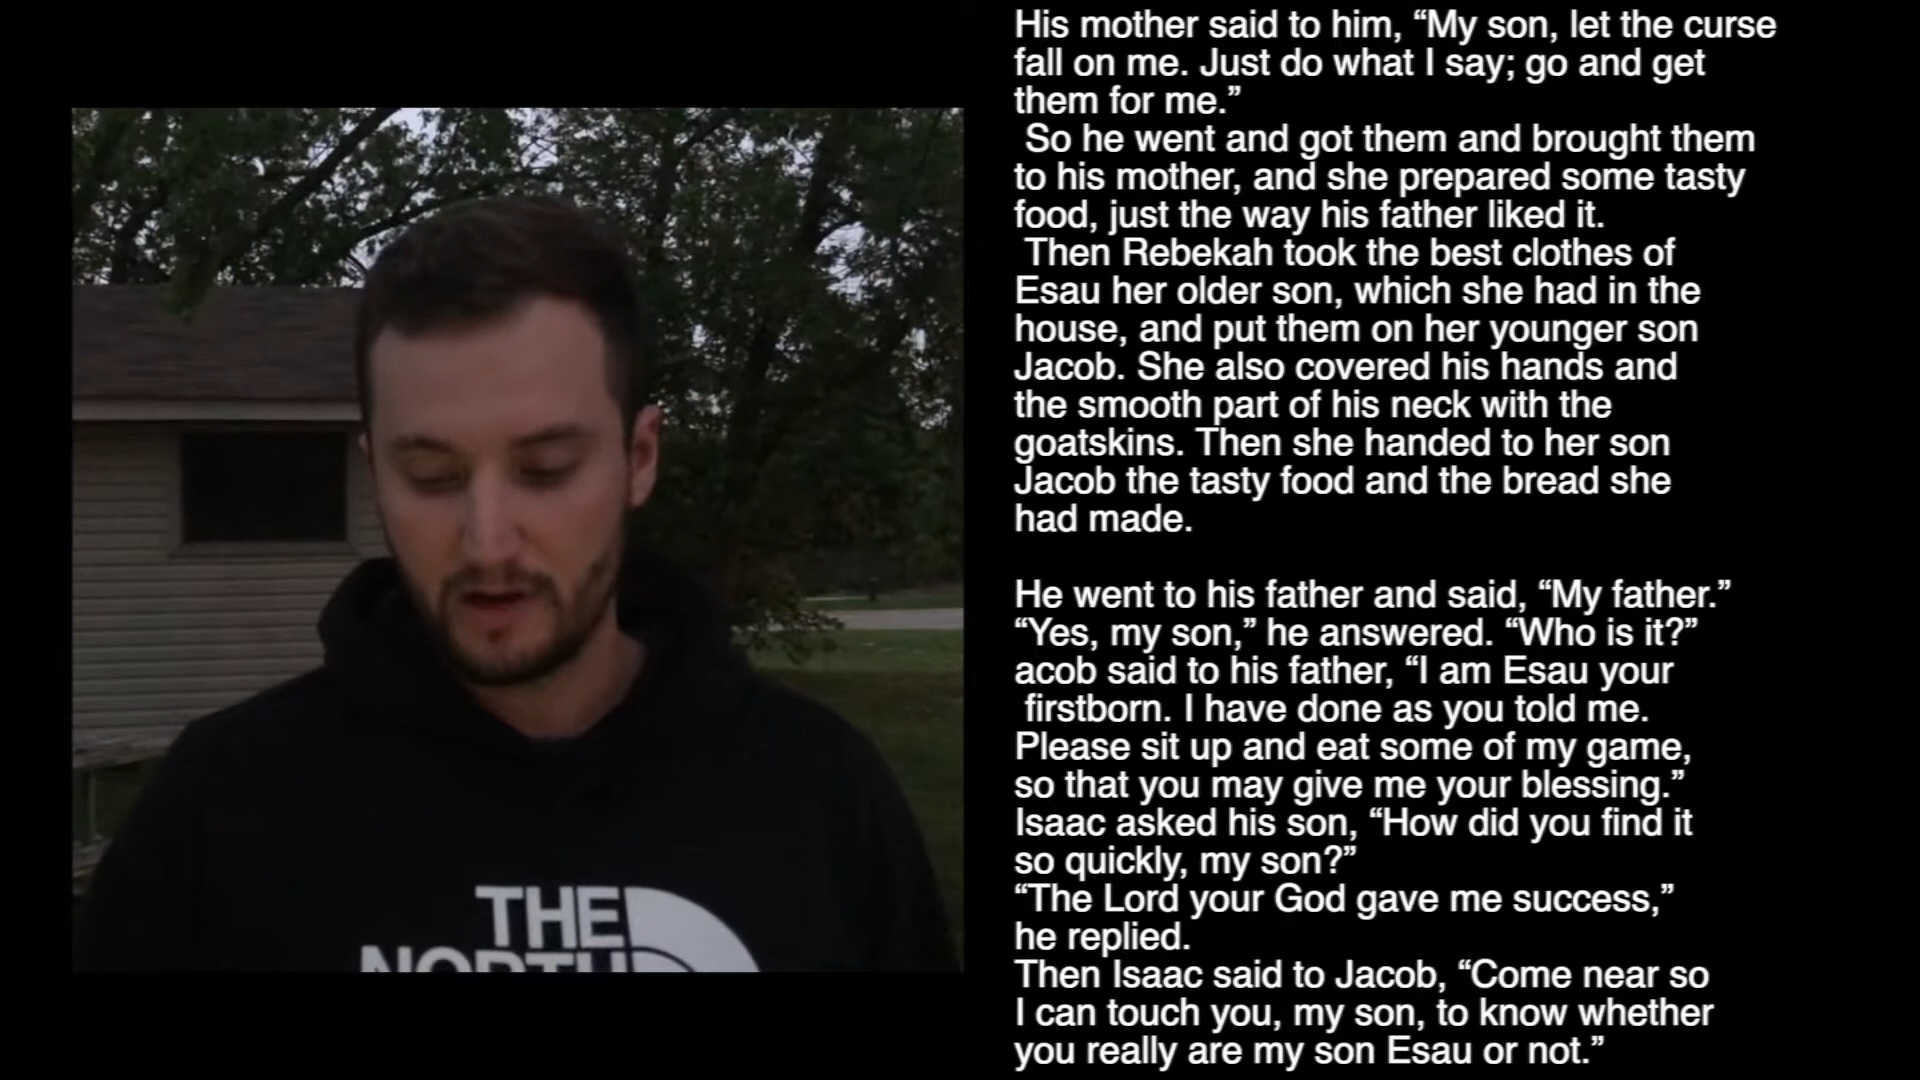 His mother said to him, “My son, let the curse
fall on me. Just do what I say; go and get
them for me.”
So he went and got them and brought them
to his mother, and she prepared some tasty
food, just the way his father liked it.
Then Rebekah took the best clothes of
Esau her older son, which she had in the
house, and put them on her younger son
Jacob. She also covered his hands and
the smooth part of his neck with the
goatskins. Then she handed to her son
Jacob the tasty food and the bread she
had made.
He went to his father and said, “My father.”
“Yes, my son,” he answered. “Who is it?”
acob said to his father, “I am Esau your
firstborn. I have done as you told me.
Please sit up and eat some of my game,
so that you may give me your blessing.”
Isaac asked his son, “How did you find it
so quickly, my son?”
“The Lord your God gave me success,”
he replied.
Then Isaac said to Jacob, “Come near so
I can touch you, my son, to know whether
you really are my son Esau or not.”
THE
NORTH